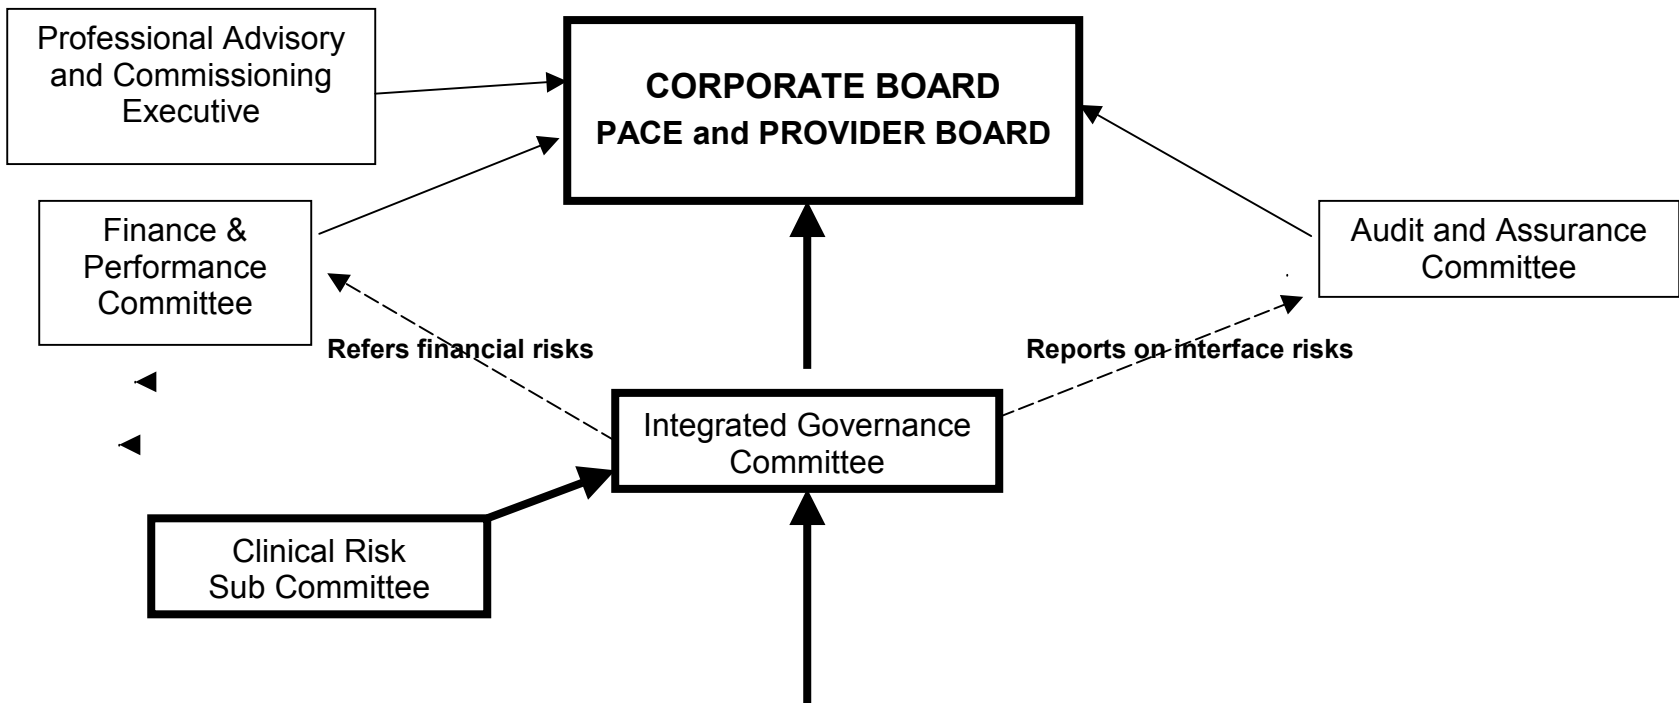 Professional Advisory
and Commissioning
Executive
CORPORATE BOARD
PACE and PROVIDER BOARD
Finance &
Performance
Committee
Audit and Assurance
Committee
Refers financial risks
Reports on interface risks
Integrated Governance
Committee
Clinical Risk
Sub Committee